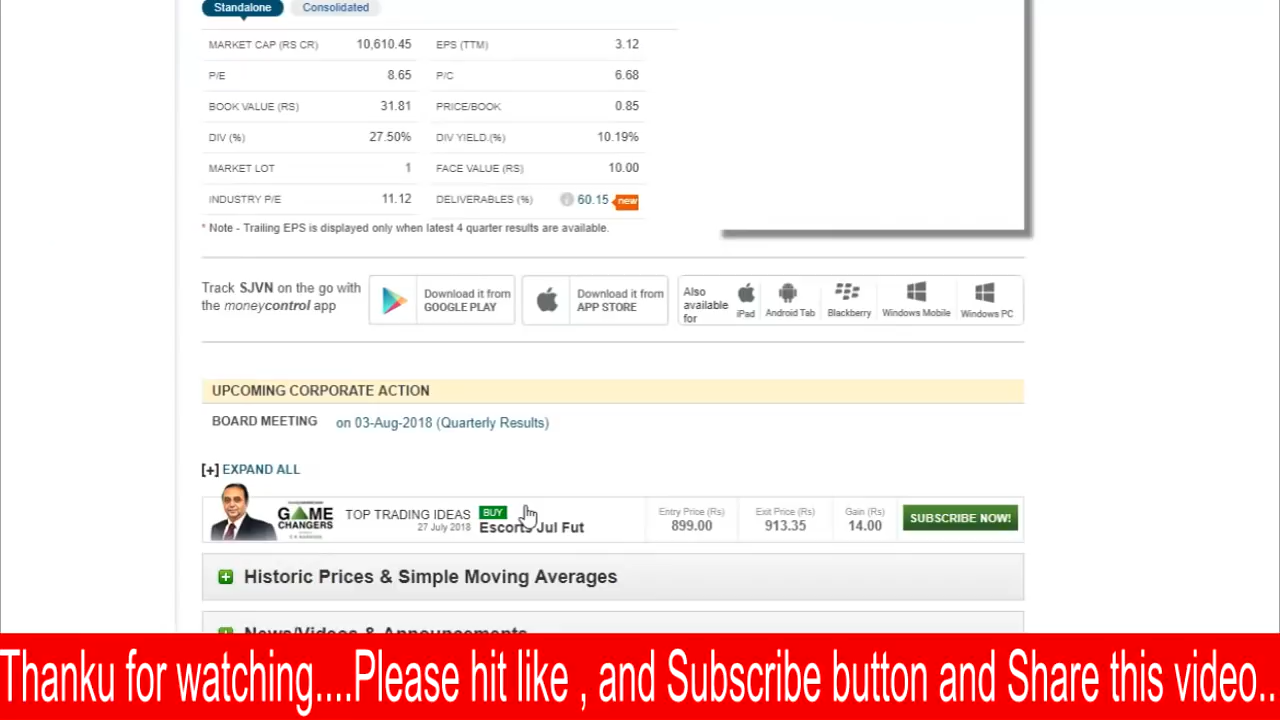 Standalone Consolidated
MARKET CAP (RS CR) 10,610.45 EPS (TTM) 3.12
P/E 8.65 P/C 6.68
BOOK VALUE (RS) 31.81 PRICE/BOOK 0.85
DIV (%) 27.50% DIV YIELD.(%) 10.19%
MARKET LOT 1 FACE VALUE (RS) 10.00
INDUSTRY P/E 11.12 DELIVERABLES (%) i 60.15 new
* Note - Trailing EPS is displayed only when latest 4 quarter results are available.
Track SJVN on the go with
the moneycontrol app
Download it from
GOOGLE PLAY
Download it from
APP STORE
Also
available
for
iPad Android Tab Blackberry Windows Mobile Windows PC
UPCOMING CORPORATE ACTION
BOARD MEETING on 03-Aug-2018 (Quarterly Results)
[+] EXPAND ALL
GAME
CHANGERS
TOP TRADING IDEAS BUY
27 July 2018 Escorts Jul Fut
Entry Price (Rs) Exit Price (Rs) Gain (Rs)
899.00 913.35 14.00
SUBSCRIBE NOW!
Historic Prices & Simple Moving Averages
News/Videos & Announcements
Thanku for watching....Please hit like , and Subscribe button and Share this video..